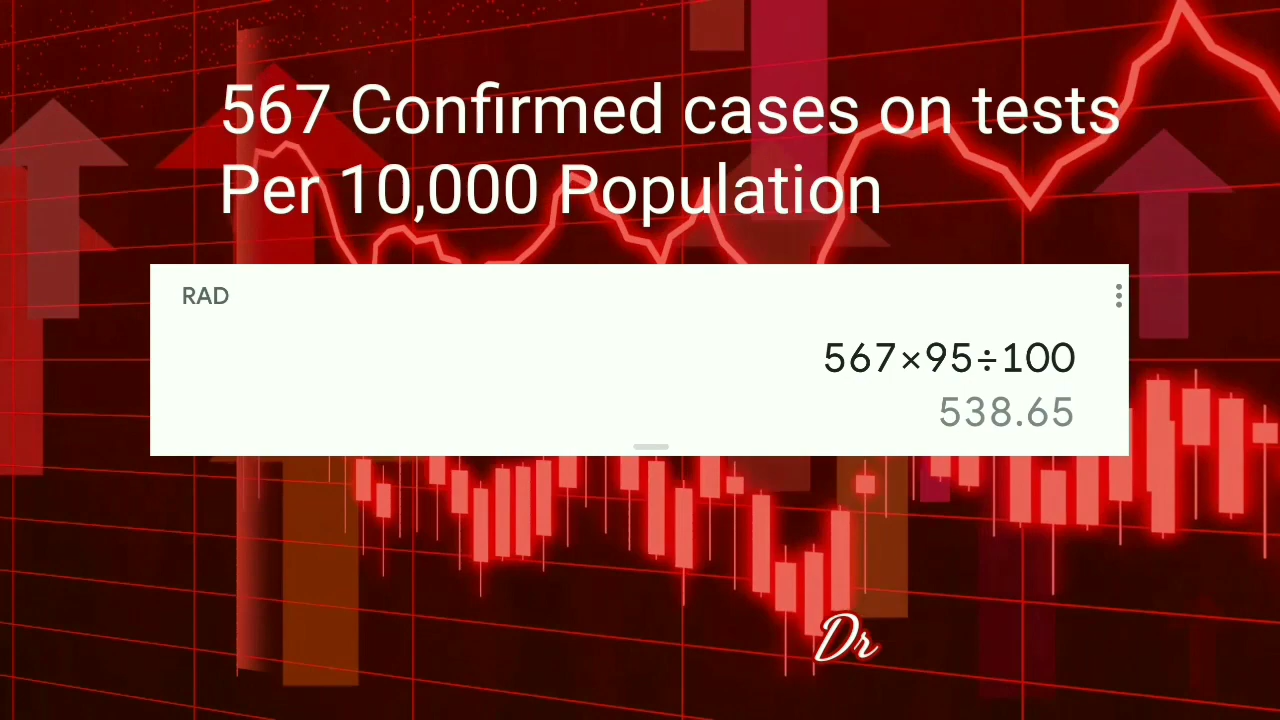 567 Confirmed cases on tests
Per 10,000 Population
RAD
567×95÷100
538.65
Dr